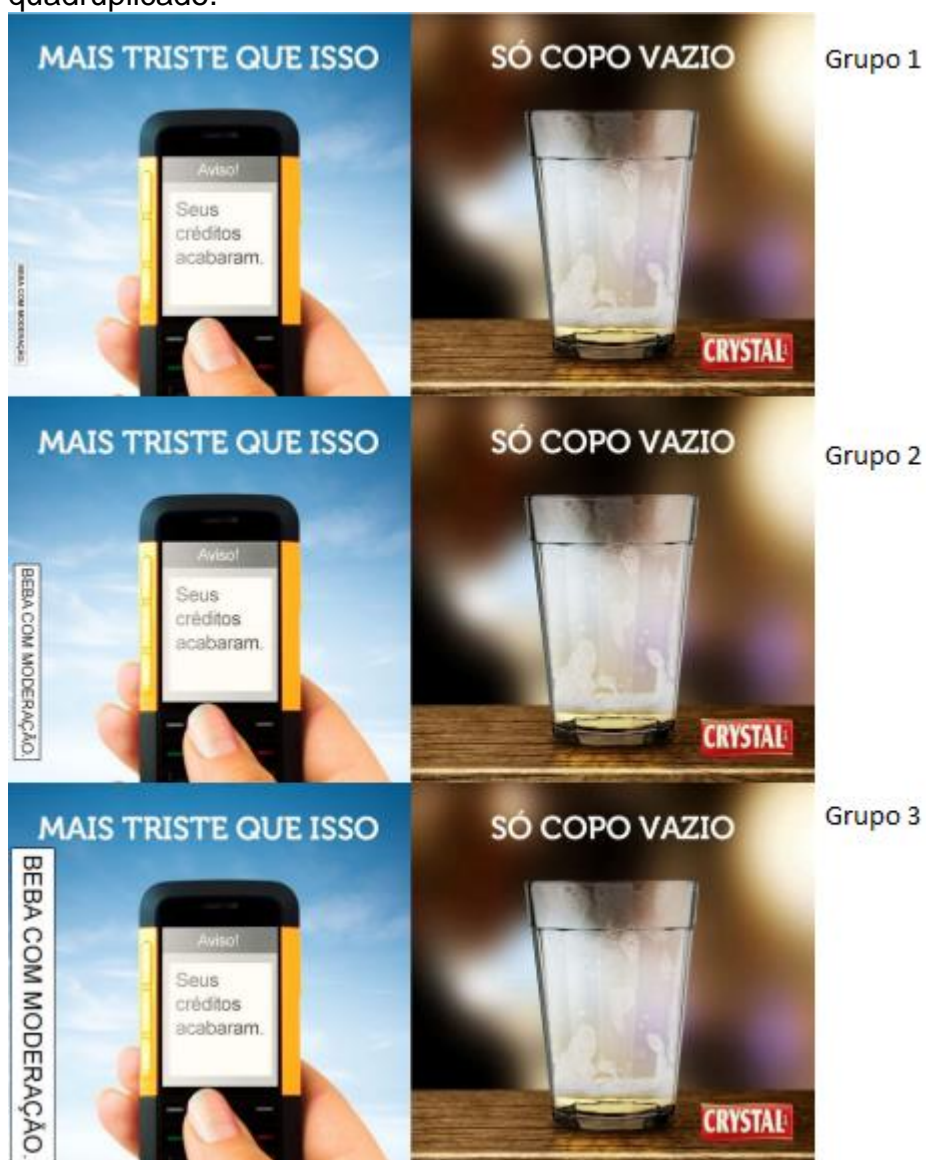 quadruplicado.
MAIS TRISTE QUE ISSO
SÓ COPO VAZIO
Grupo 1
Aviso!
Seus
créditos
acabaram.
BEBA COM MODERAÇÃO.
CRYSTAL
MAIS TRISTE QUE ISSO
SÓ COPO VAZIO
Grupo 2
Aviso!
Seus
créditos
acabaram.
BEBA COM MODERAÇÃO.
CRYSTAL
MAIS TRISTE QUE ISSO
SÓ COPO VAZIO
Grupo 3
Aviso!
Seus
créditos
acabaram.
BEBA COM MODERAÇÃO.
CRYSTAL